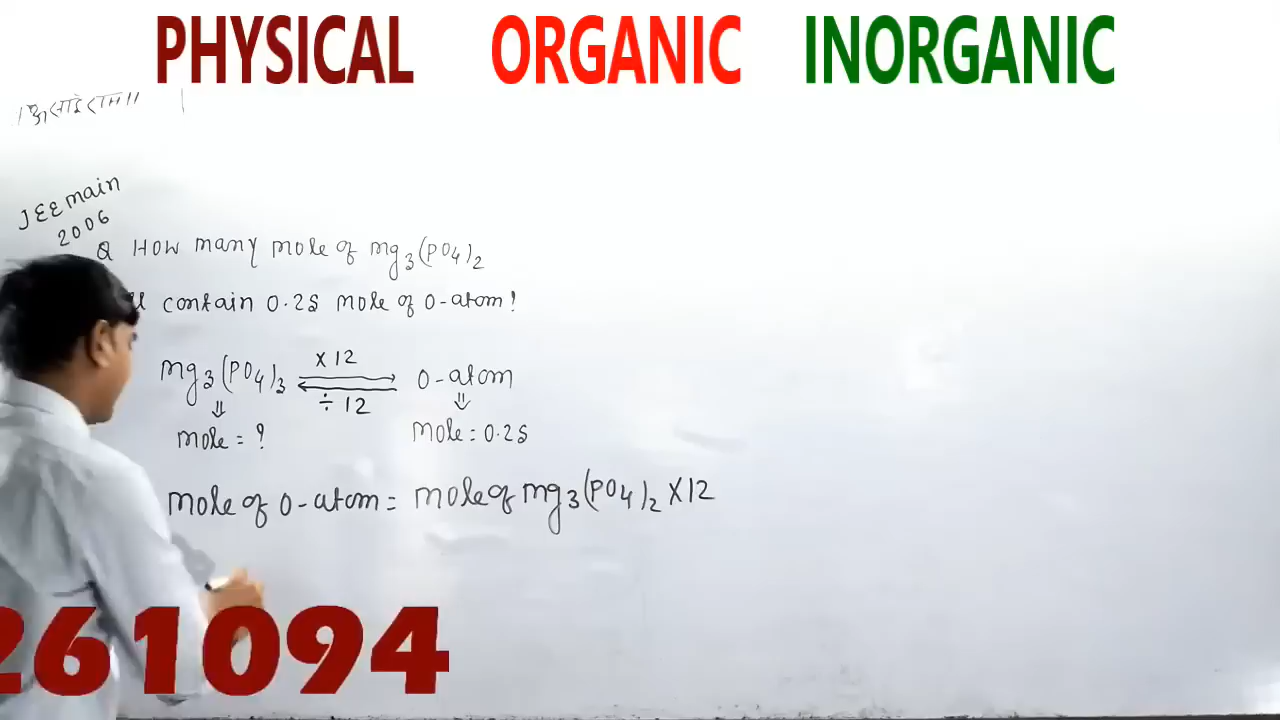 PHYSICAL ORGANIC INORGANIC
JEE main
2006
Q How many mole of mg3(PO4)2
contain 0.25 mole of O-atom?
mg3(PO4)3 ×12 O-atom
÷12
⇓ ⇓
mole = ? mole = 0.25
mole of O-atom = mole of mg3(PO4)2 ×12
261094